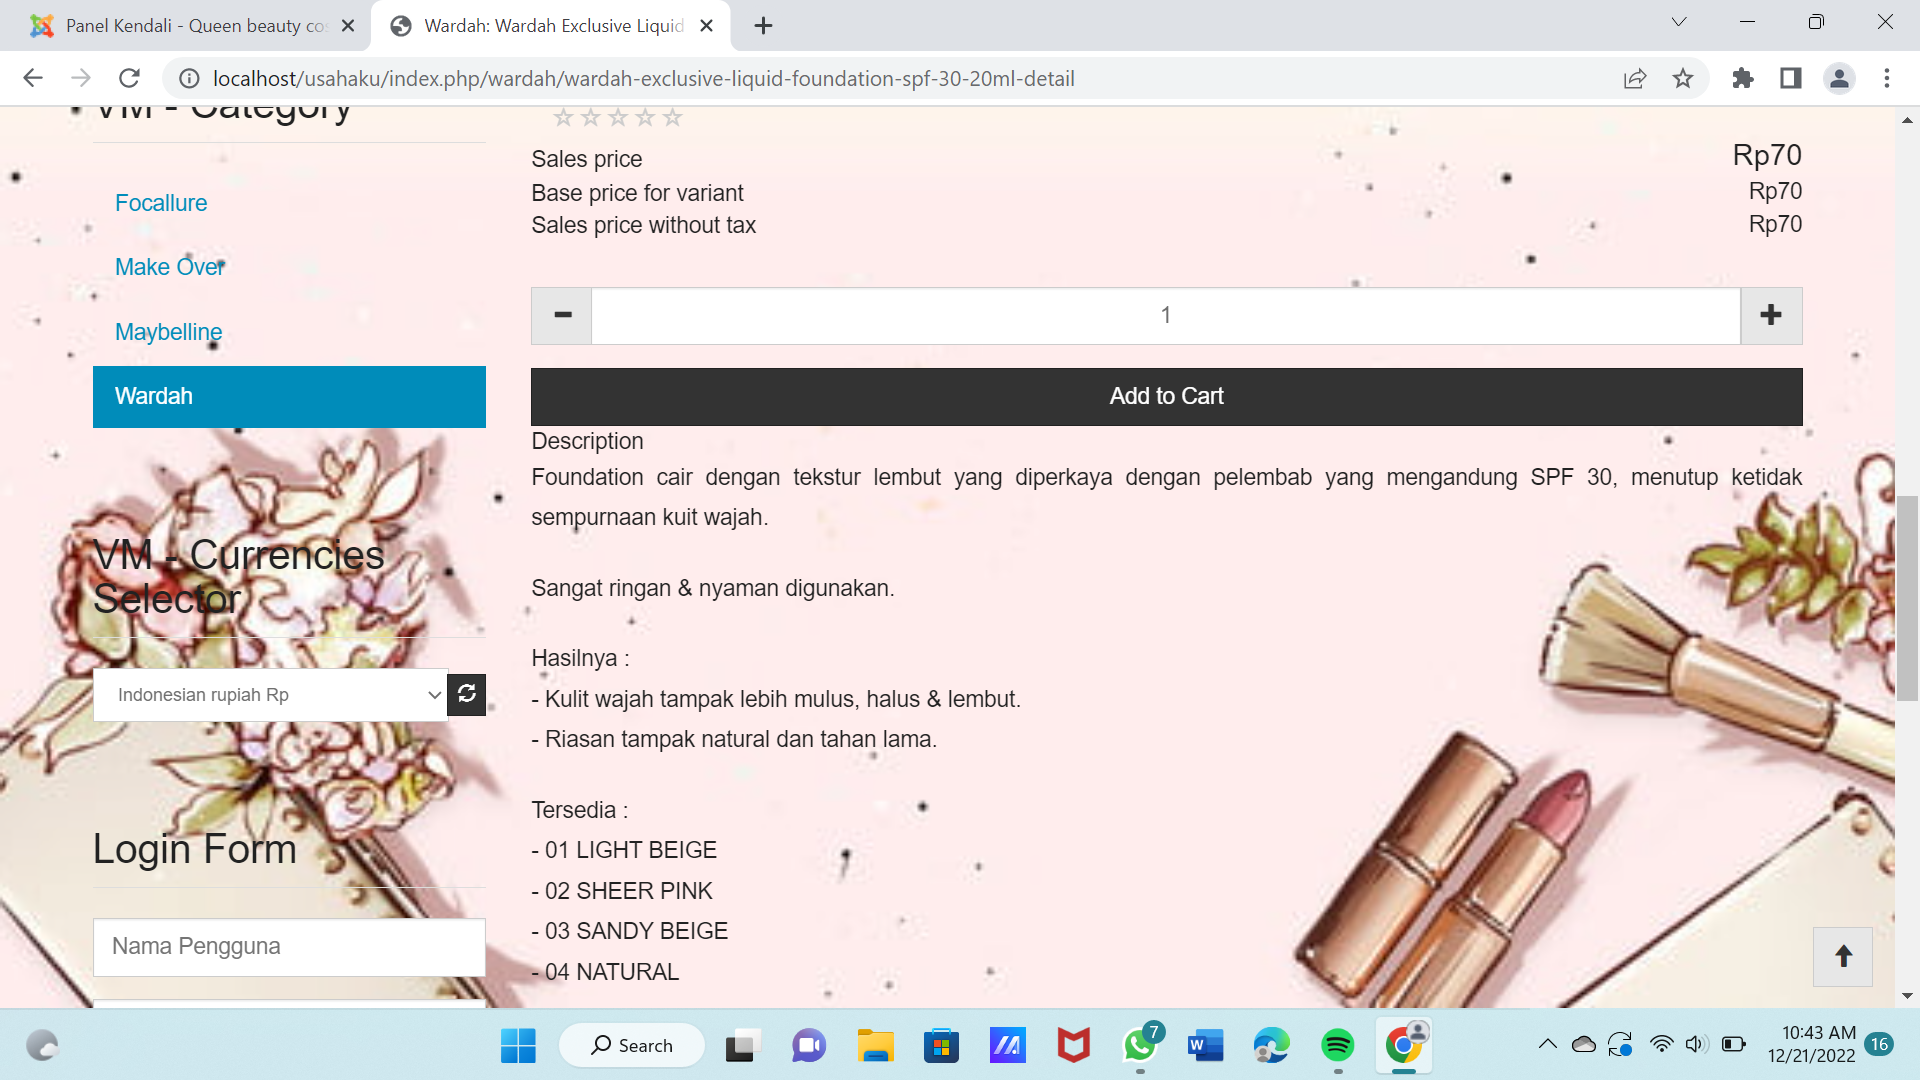 Panel Kendali - Queen beauty co
Wardah: Wardah Exclusive Liquid
localhost/usahaku/index.php/wardah/wardah-exclusive-liquid-foundation-spf-30-20ml-detail
VM - Category
Focallure
Make Over
Maybelline
Wardah
VM - Currencies
Selector
Indonesian rupiah Rp
Login Form
Nama Pengguna
Sales price Rp70
Base price for variant Rp70
Sales price without tax Rp70
1
Add to Cart
Description
Foundation cair dengan tekstur lembut yang diperkaya dengan pelembab yang mengandung SPF 30, menutup ketidak
sempurnaan kuit wajah.
Sangat ringan & nyaman digunakan.
Hasilnya :
- Kulit wajah tampak lebih mulus, halus & lembut.
- Riasan tampak natural dan tahan lama.
Tersedia :
- 01 LIGHT BEIGE
- 02 SHEER PINK
- 03 SANDY BEIGE
- 04 NATURAL
Search
7
W
10:43 AM
12/21/2022
16